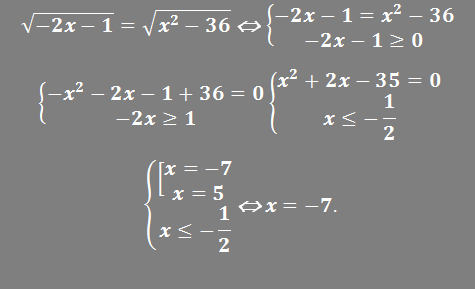 √(−2x − 1) = √(x² − 36) ⇔ { −2x − 1 = x² − 36
−2x − 1 ≥ 0
{ −x² − 2x − 1 + 36 = 0 { x² + 2x − 35 = 0
−2x ≥ 1 x ≤ −1/2
{ [ x = −7
x = 5
x ≤ −1/2 ⇔ x = −7.